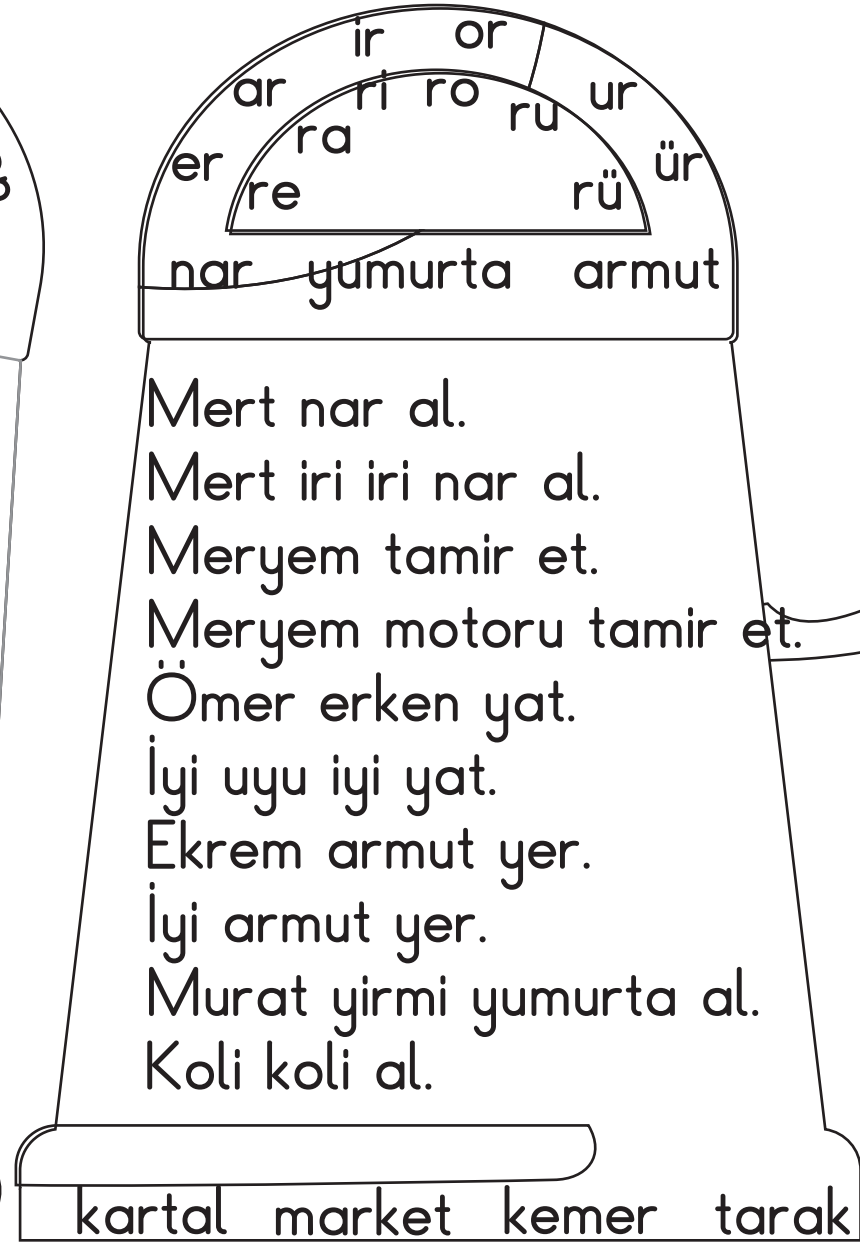 ir or
ar ri ro ru ur
er ra ür
re rü
nar yumurta armut
Mert nar al.
Mert iri iri nar al.
Meryem tamir et.
Meryem motoru tamir et.
Ömer erken yat.
İyi uyu iyi yat.
Ekrem armut yer.
İyi armut yer.
Murat yirmi yumurta al.
Koli koli al.
kartal market kemer tarak